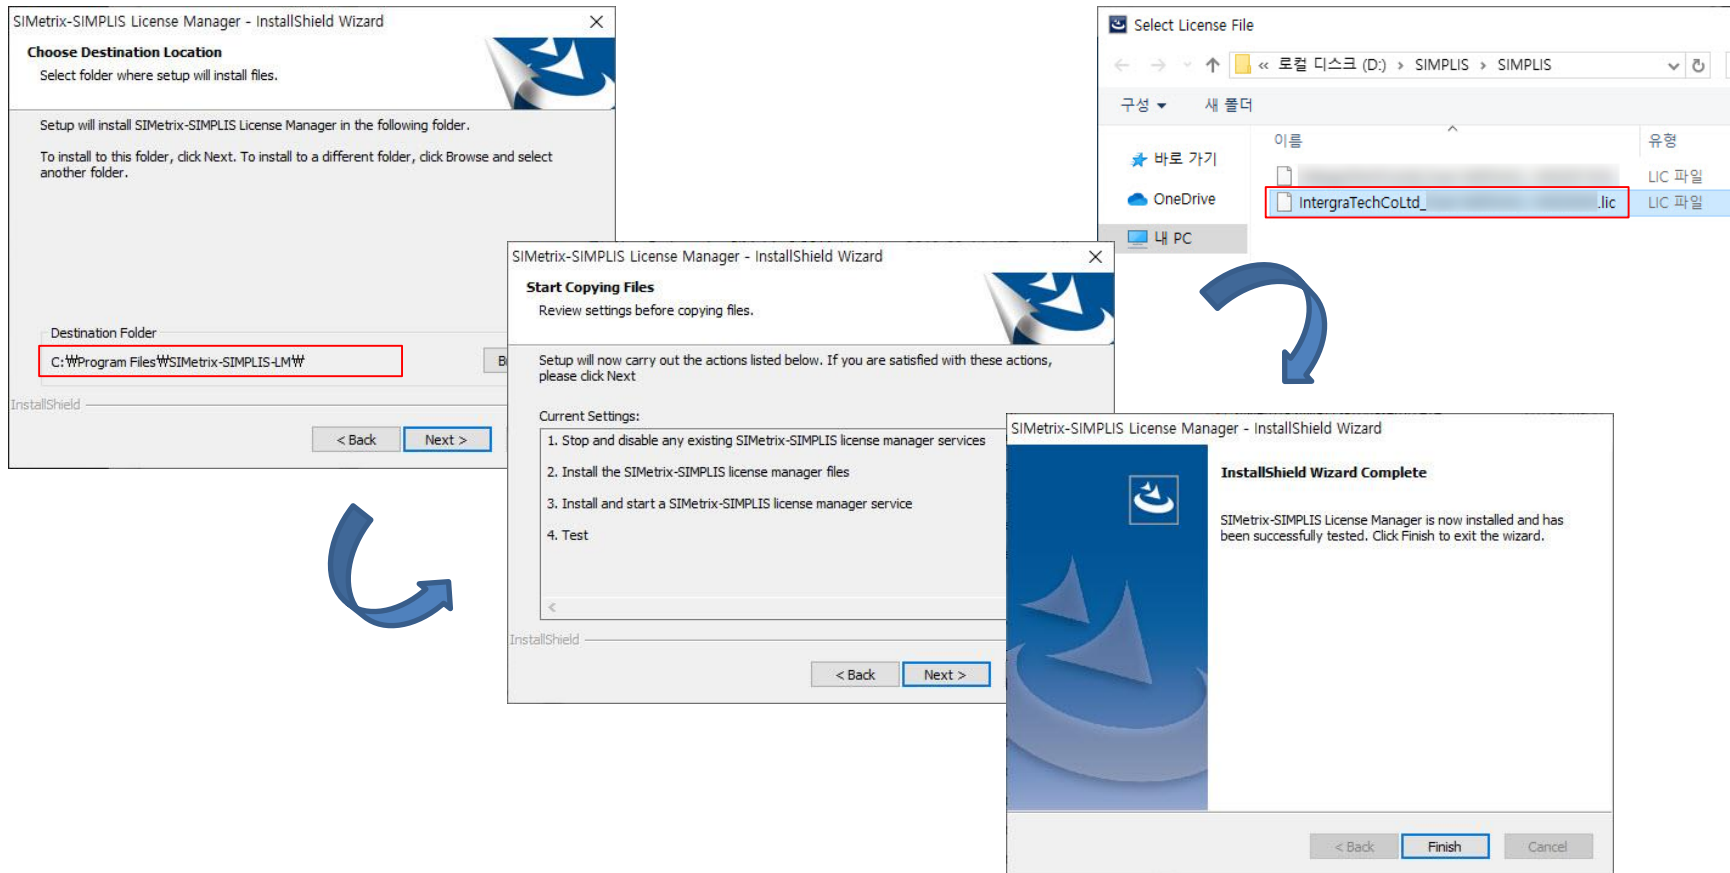 SIMetrix-SIMPLIS License Manager - InstallShield Wizard
Choose Destination Location
Select folder where setup will install files.
Setup will install SIMetrix-SIMPLIS License Manager in the following folder.
To install to this folder, click Next. To install to a different folder, click Browse and select
another folder.
Destination Folder
C:₩Program Files₩SIMetrix-SIMPLIS-LM₩
InstallShield
< Back
Next >
SIMetrix-SIMPLIS License Manager - InstallShield Wizard
Start Copying Files
Review settings before copying files.
Setup will now carry out the actions listed below. If you are satisfied with these actions,
please click Next
Current Settings:
1. Stop and disable any existing SIMetrix-SIMPLIS license manager services
2. Install the SIMetrix-SIMPLIS license manager files
3. Install and start a SIMetrix-SIMPLIS license manager service
4. Test
InstallShield
< Back
Next >
Select License File
« 로컬 디스크 (D:) › SIMPLIS › SIMPLIS
구성
새 폴더
이름
유형
바로 가기
LIC 파일
OneDrive
IntergraTechCoLtd_ .lic
LIC 파일
내 PC
SIMetrix-SIMPLIS License Manager - InstallShield Wizard
InstallShield Wizard Complete
SIMetrix-SIMPLIS License Manager is now installed and has
been successfully tested. Click Finish to exit the wizard.
< Back
Finish
Cancel